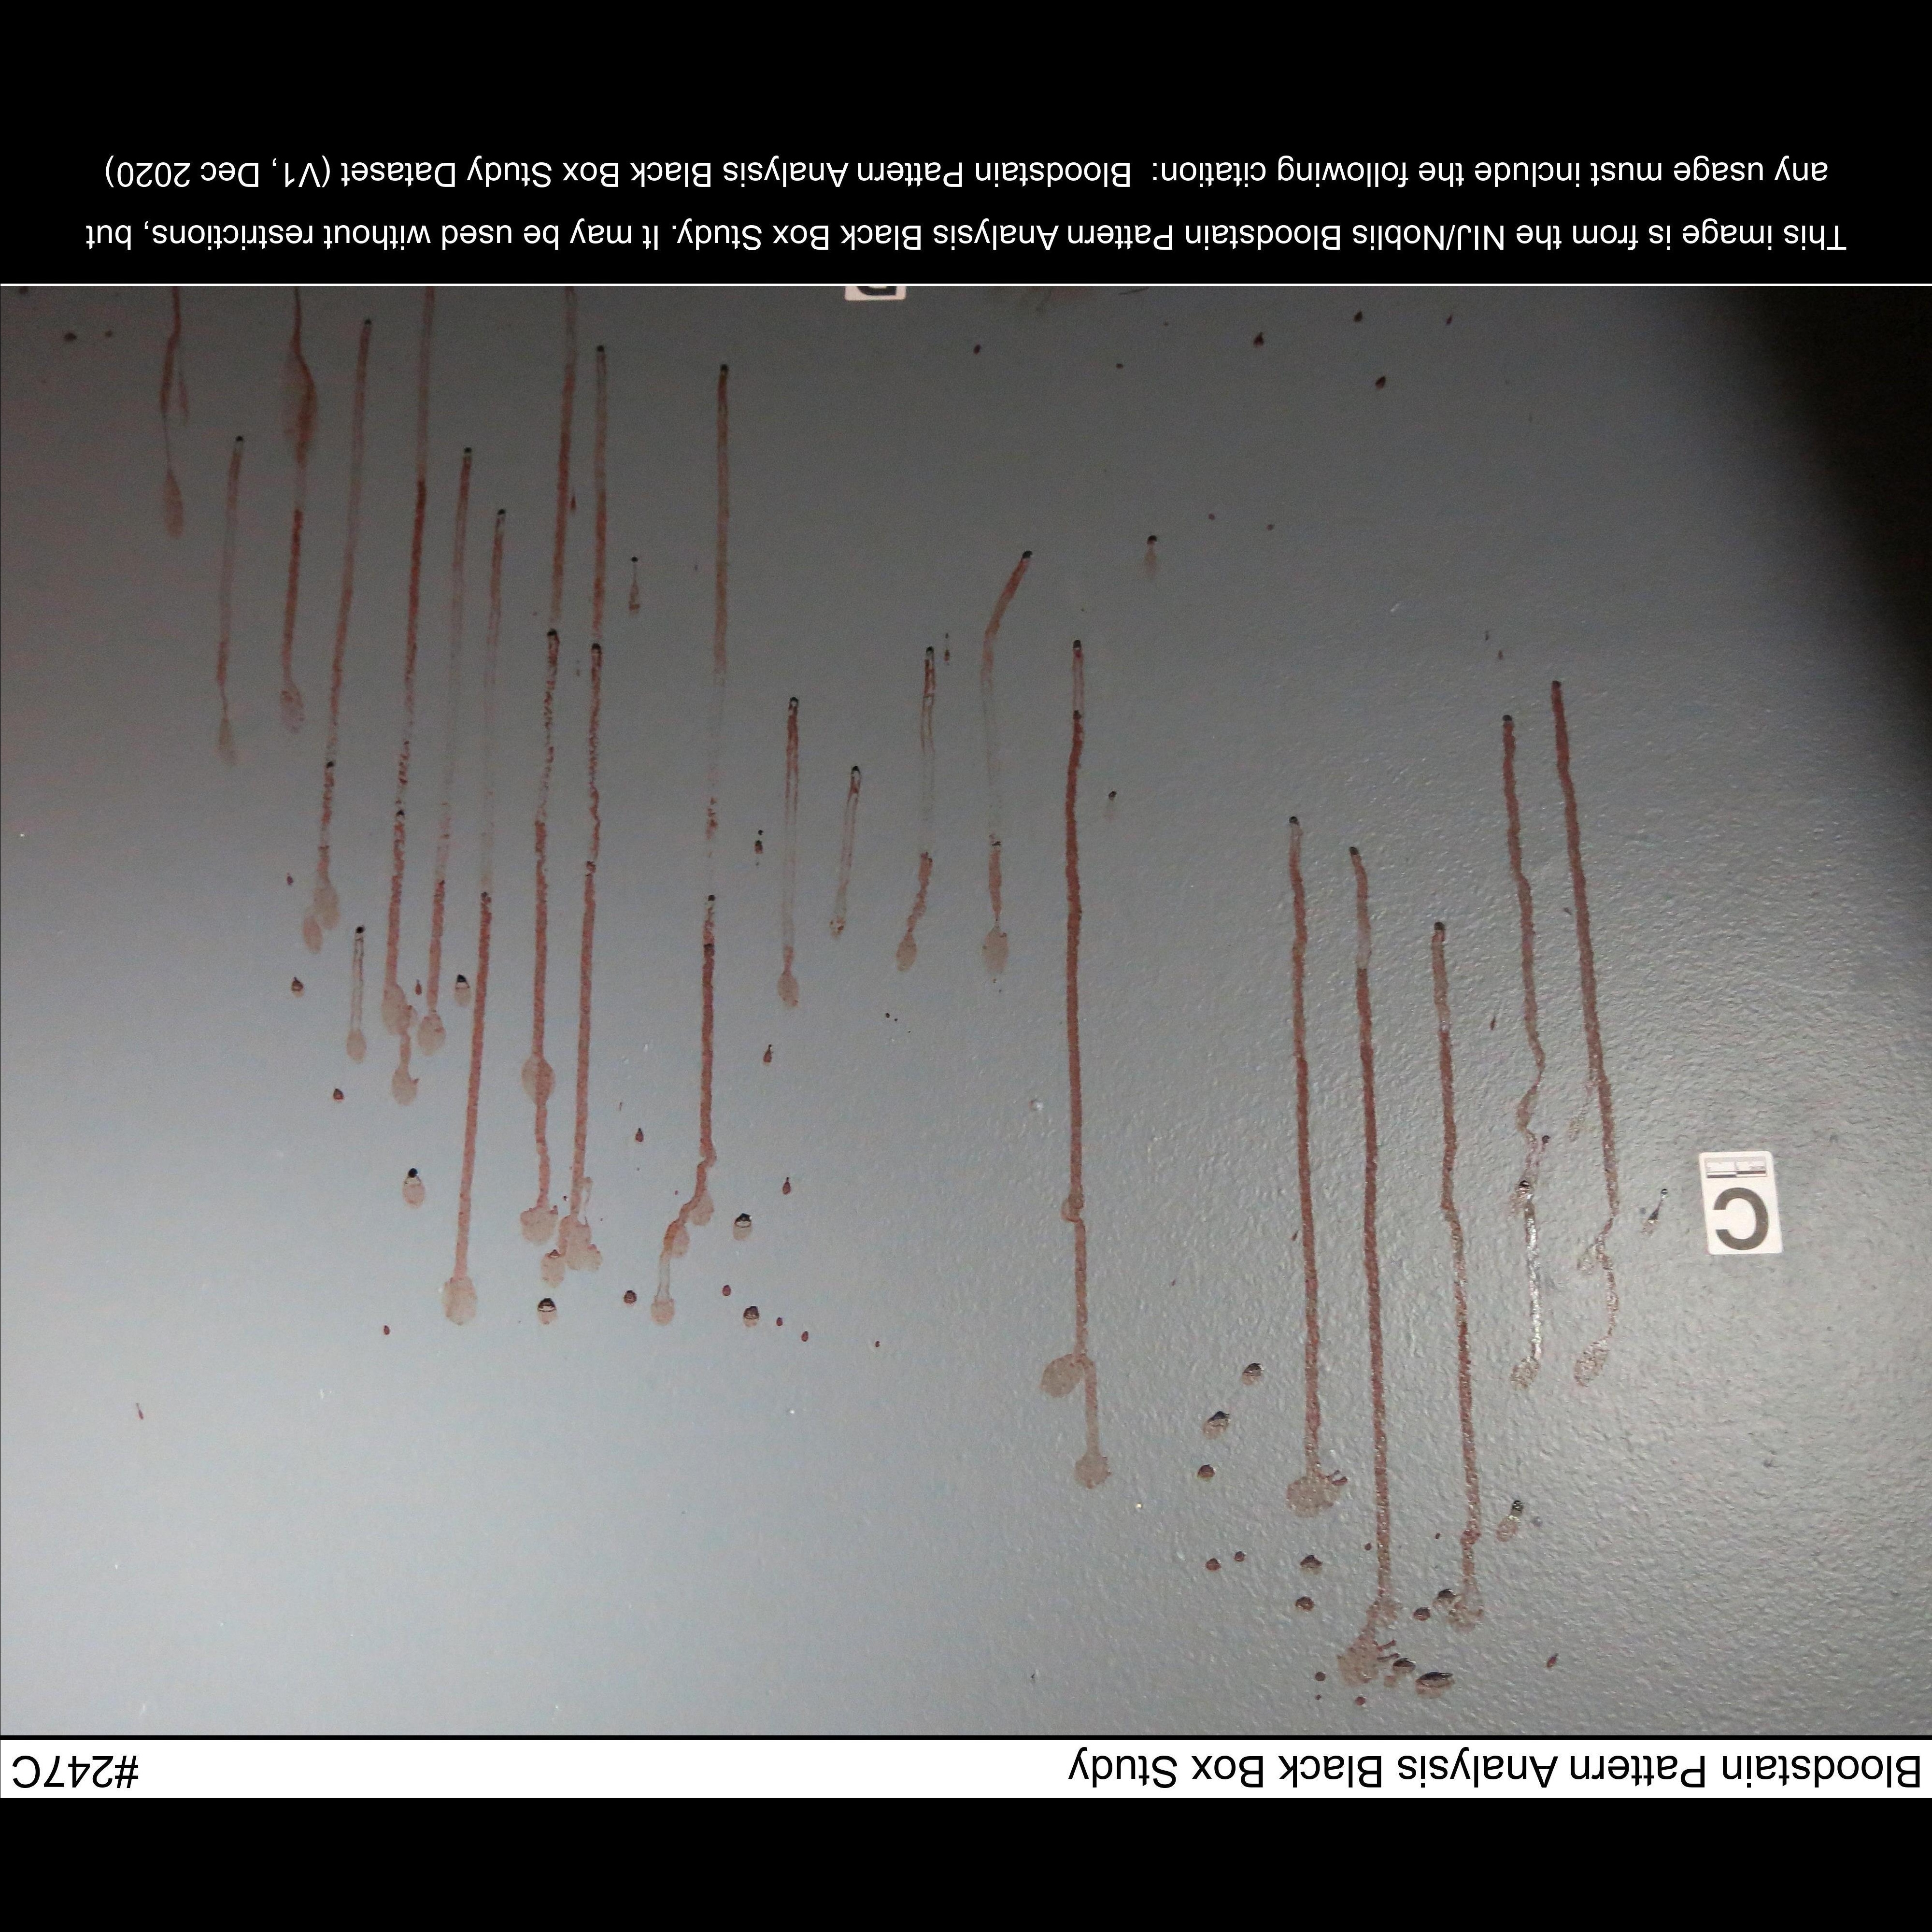 Bloodstain Pattern Analysis Black Box Study #247C
C
This image is from the NIJ/Noblis Bloodstain Pattern Analysis Black Box Study. It may be used without restrictions, but
any usage must include the following citation: Bloodstain Pattern Analysis Black Box Study Dataset (V1, Dec 2020)